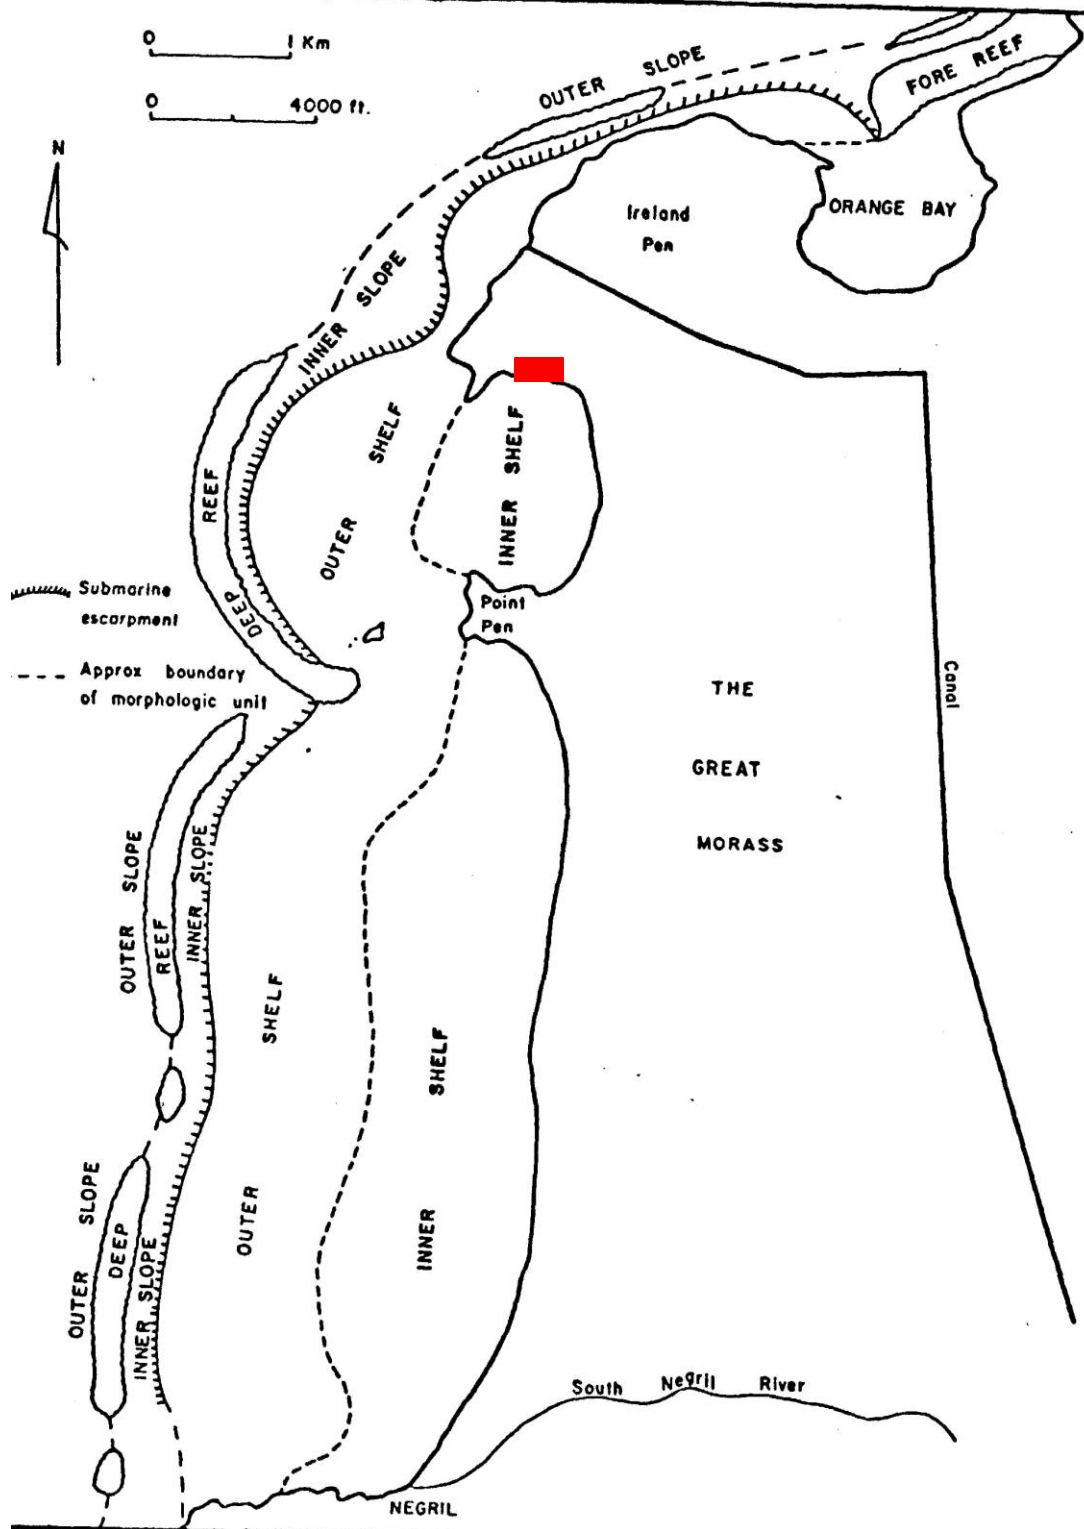 0 1 Km
0 4000 ft.
N
OUTER SLOPE
FORE REEF
ORANGE BAY
Ireland
Pen
INNER SLOPE
OUTER SHELF
INNER SHELF
DEEP REEF
Submarine
escarpment
Approx boundary
of morphologic unit
Point
Pen
THE
GREAT
MORASS
Canal
OUTER SLOPE
REEF
INNER SLOPE
OUTER SHELF
INNER SHELF
OUTER SLOPE
DEEP
INNER SLOPE
South Negril River
NEGRIL